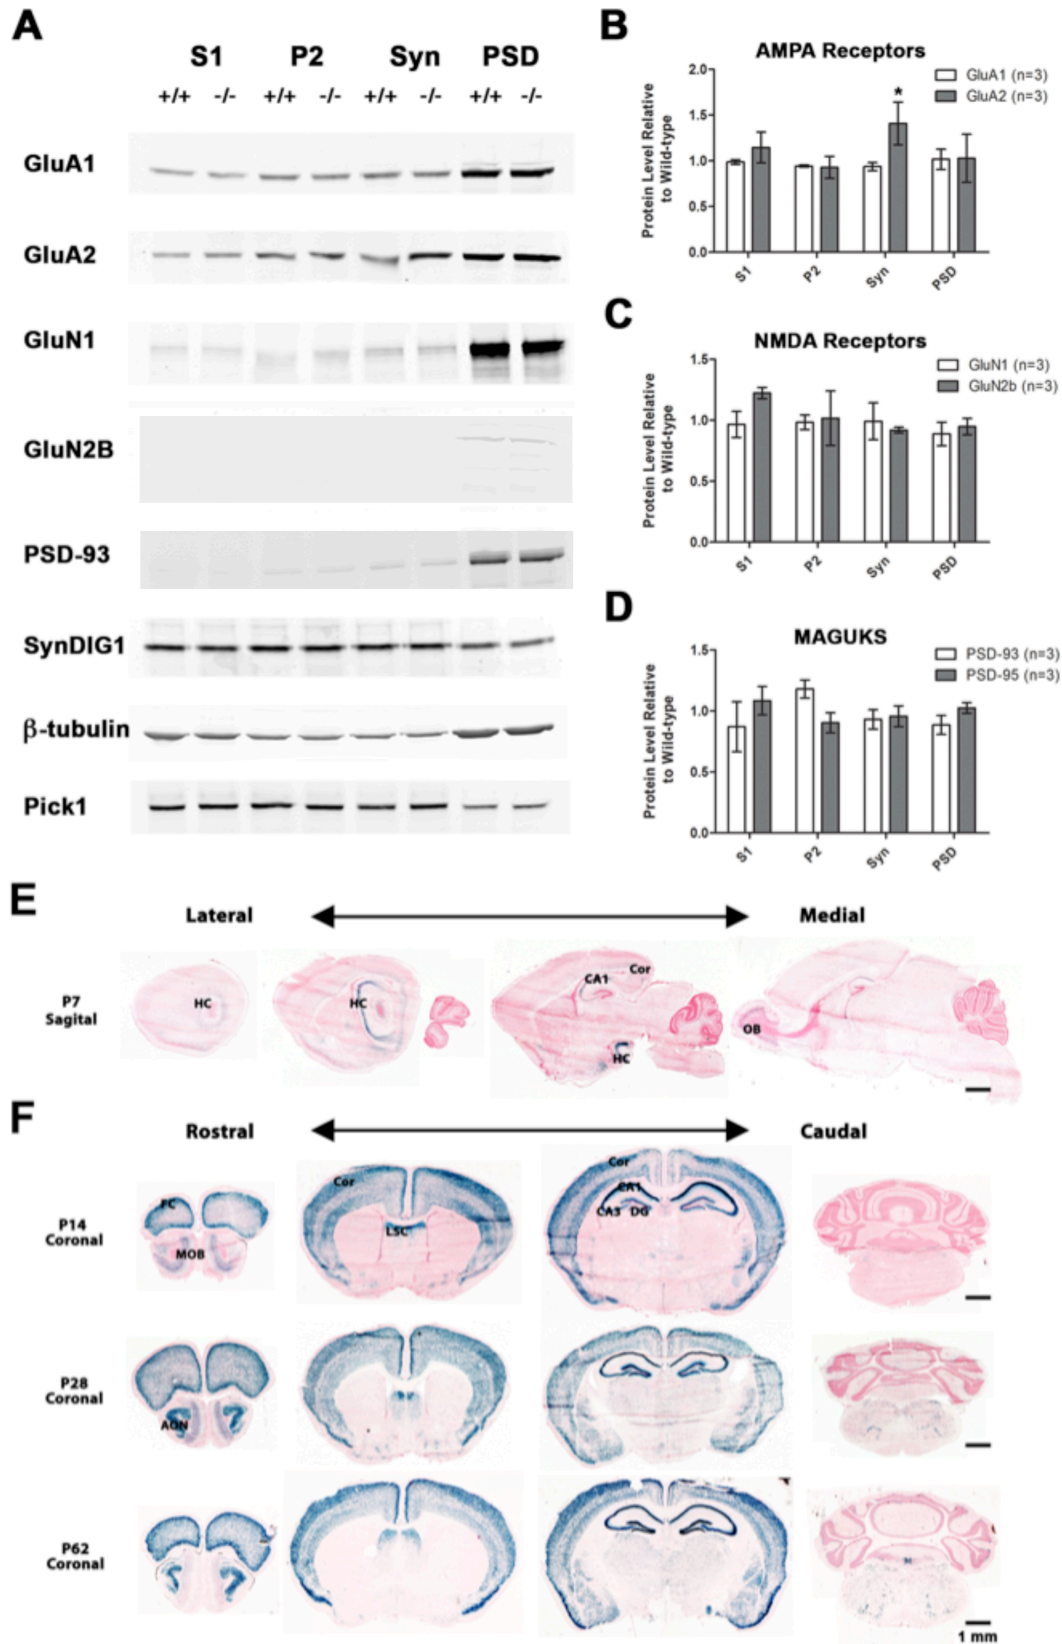 A
S1 P2 Syn PSD
+/+ -/- +/+ -/- +/+ -/- +/+ -/-
GluA1
GluA2
GluN1
GluN2B
PSD-93
SynDIG1
β-tubulin
Pick1
B
AMPA Receptors
GluA1 (n=3)
GluA2 (n=3)
Protein Level Relative
to Wild-type
2.0
1.5
1.0
0.5
0.0
*
S1 P2 Syn PSD
C
NMDA Receptors
GluN1 (n=3)
GluN2b (n=3)
Protein Level Relative
to Wild-type
1.5
1.0
0.5
0.0
S1 P2 Syn PSD
D
MAGUKS
PSD-93 (n=3)
PSD-95 (n=3)
Protein Level Relative
to Wild-type
1.5
1.0
0.5
0.0
S1 P2 Syn PSD
E
Lateral Medial
P7
Sagital
HC HC CA1 Cor HC OB
F
Rostral Caudal
P14
Coronal
FC MOB Cor LSC Cor CA1 CA3 DG
P28
Coronal
AON
P62
Coronal
1 mm